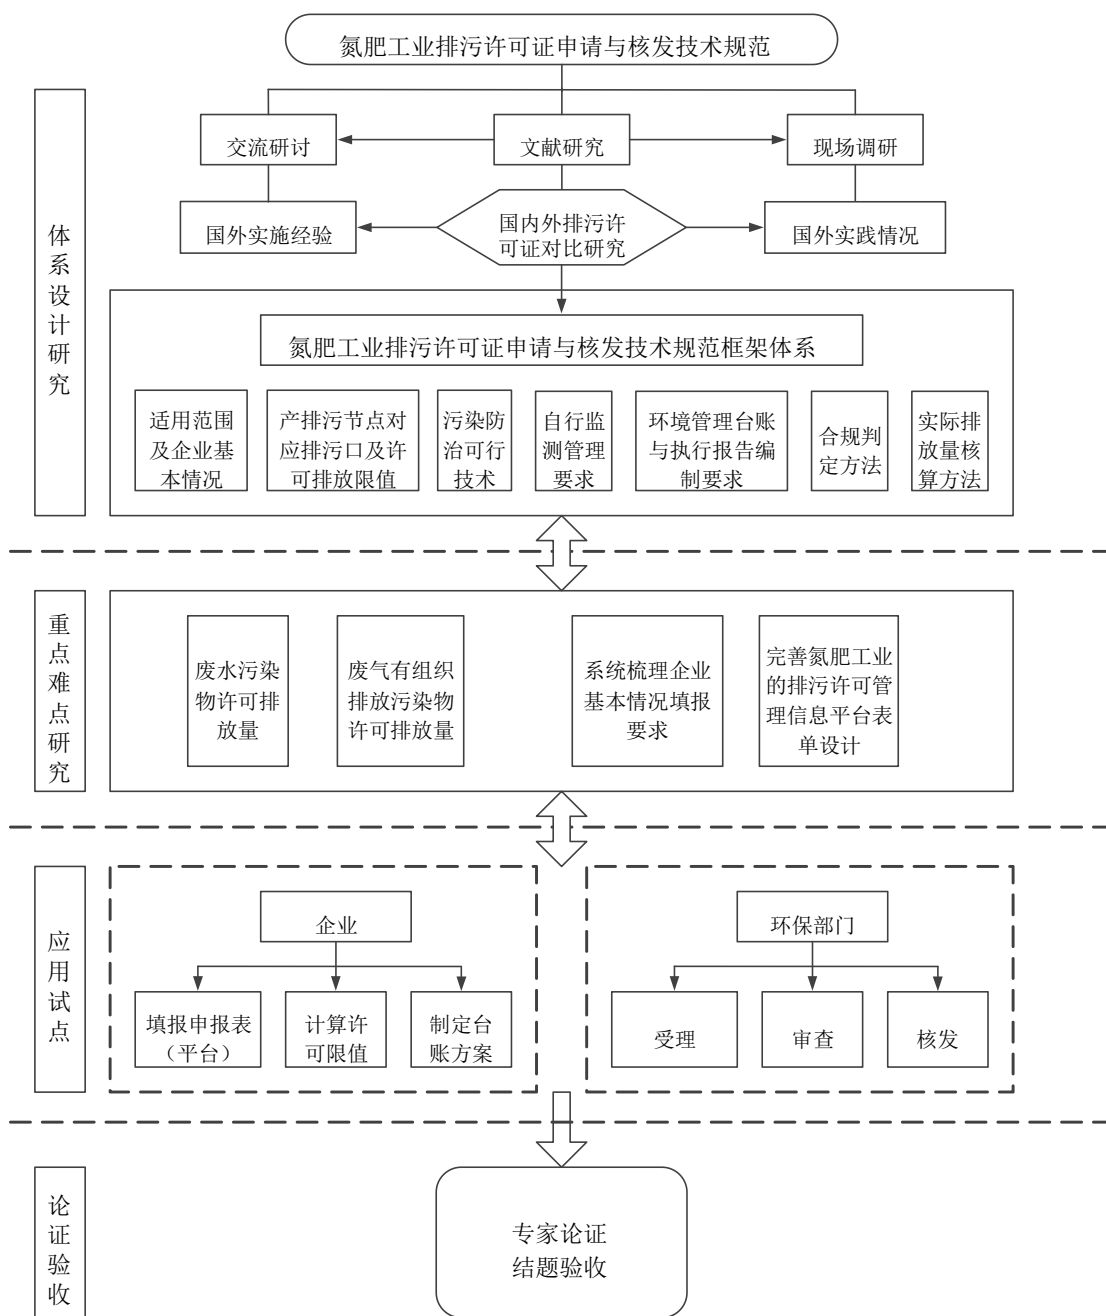 氮肥工业排污许可证申请与核发技术规范
体系设计研究
交流研讨
文献研究
现场调研
国外实施经验
国内外排污许
可证对比研究
国外实践情况
氮肥工业排污许可证申请与核发技术规范框架体系
适用范围
及企业基
本情况
产排污节点对
应排污口及许
可排放限值
污染防
治可行
技术
自行监
测管理
要求
环境管理台账
与执行报告编
制要求
合规判
定方法
实际排
放量核
算方法
重点难点研究
废水污染
物许可排
放量
废气有组织
排放污染物
许可排放量
系统梳理企业
基本情况填报
要求
完善氮肥工业
的排污许可管
理信息平台表
单设计
应用试点
企业
填报申报表
（平台）
计算许
可限值
制定台
账方案
环保部门
受理
审查
核发
论证验收
专家论证
结题验收